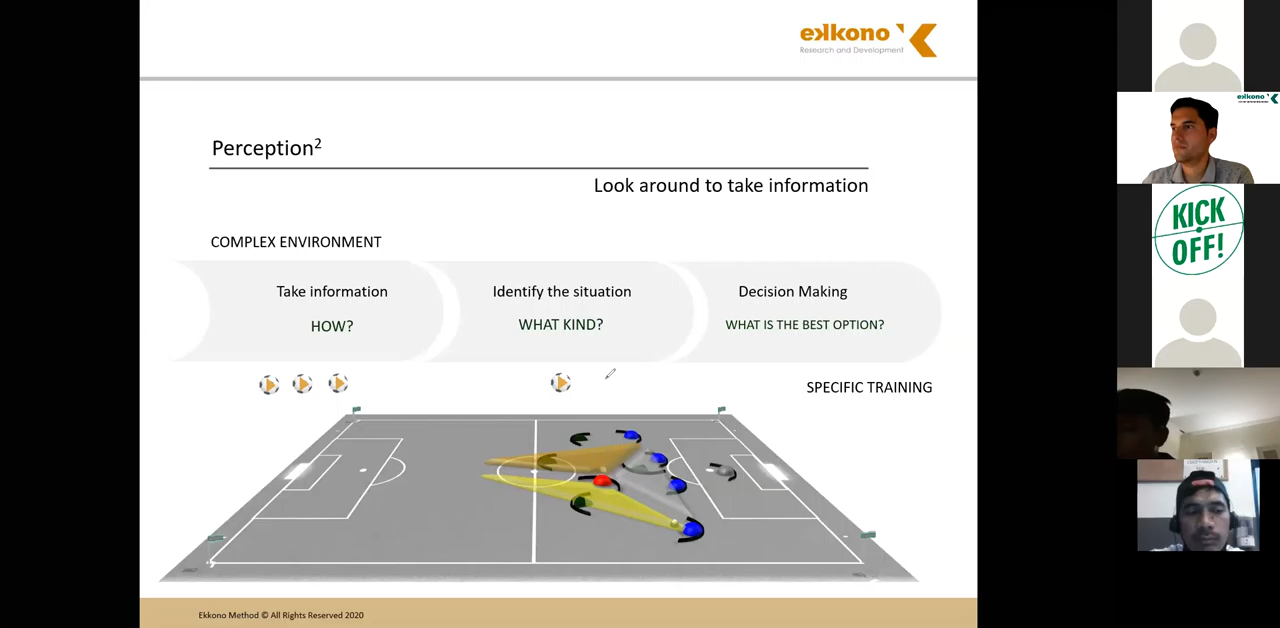 ekkono
Research and Development
Perception²
Look around to take information
COMPLEX ENVIRONMENT
Take information
HOW?
Identify the situation
WHAT KIND?
Decision Making
WHAT IS THE BEST OPTION?
SPECIFIC TRAINING
Ekkono Method © All Rights Reserved 2020
ekkono
KICK
OFF!